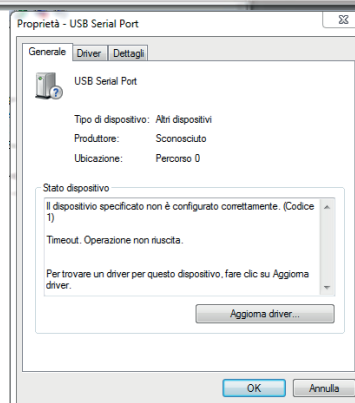 Proprietà - USB Serial Port
Generale Driver Dettagli
USB Serial Port
Tipo di dispositivo: Altri dispositivi
Produttore: Sconosciuto
Ubicazione: Percorso 0
Stato dispositivo
Il dispositivio specificato non è configurato correttamente. (Codice
1)
Timeout. Operazione non riuscita.
Per trovare un driver per questo dispositivo, fare clic su Aggiorna
driver.
Aggiorna driver...
OK Annulla